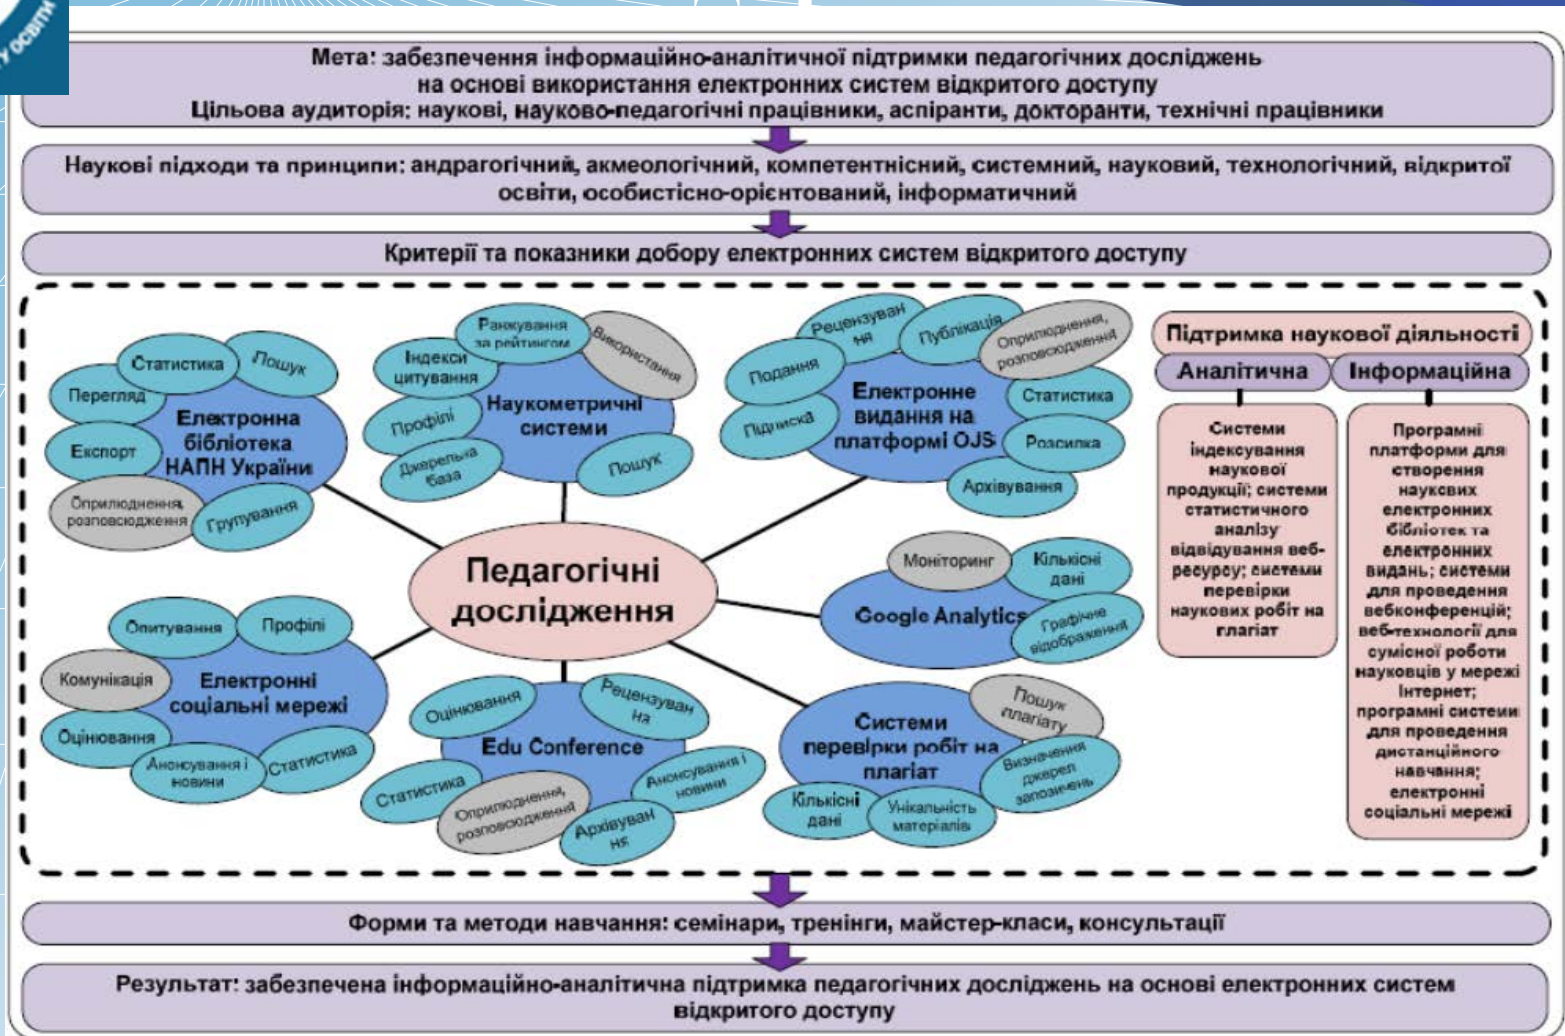 У ОСВІТИ
Мета: забезпечення інформаційно-аналітичної підтримки педагогічних досліджень
на основі використання електронних систем відкритого доступу
Цільова аудиторія: наукові, науково-педагогічні працівники, аспіранти, докторанти, технічні працівники
Наукові підходи та принципи: андрагогічний, акмеологічний, компетентнісний, системний, науковий, технологічний, відкритої
освіти, особистісно-орієнтований, інформатичний
Критерії та показники добору електронних систем відкритого доступу
Статистика
Пошук
Перегляд
Експорт
Оприлюднення,
розповсюдження
Групування
Електронна
бібліотека
НАПН України
Ранжування
за рейтингом
Використання
Індекси
цитування
Профілі
Джерельна
база
Пошук
Наукометричні
системи
Рецензуван
ня
Публікація
Оприлюднення,
розповсюдження
Подання
Підписка
Статистика
Розсилка
Архівування
Електронне
видання на
платформі OJS
Педагогічні
дослідження
Моніторинг
Кількісні
дані
Графічне
відображення
Google Analytics
Опитування
Профілі
Комунікація
Оцінювання
Анонсування і
новини
Статистика
Електронні
соціальні мережі
Оцінювання
Рецензуван
на
Статистика
Оприлюднення,
розповсюдження
Архівуван
ня
Анонсування і
новини
Edu Conference
Пошук
плагіату
Визначення
джерел
запозичень
Кількісні
дані
Унікальність
матеріалів
Системи
перевірки робіт на
плагіат
Підтримка наукової діяльності
Аналітична
Системи
індексування
наукової
продукції; системи
статистичного
аналізу
відвідування веб-
ресурсу; системи
перевірки
наукових робіт на
плагіат
Інформаційна
Програмні
платформи для
створення
наукових
електронних
бібліотек та
електронних
видань; системи
для проведення
вебконференцій;
веб-технології для
сумісної роботи
науковців у мережі
Інтернет;
програмні системи
для проведення
дистанційного
навчання;
електронні
соціальні мережі
Форми та методи навчання: семінари, тренінги, майстер-класи, консультації
Результат: забезпечена інформаційно-аналітична підтримка педагогічних досліджень на основі електронних систем
відкритого доступу